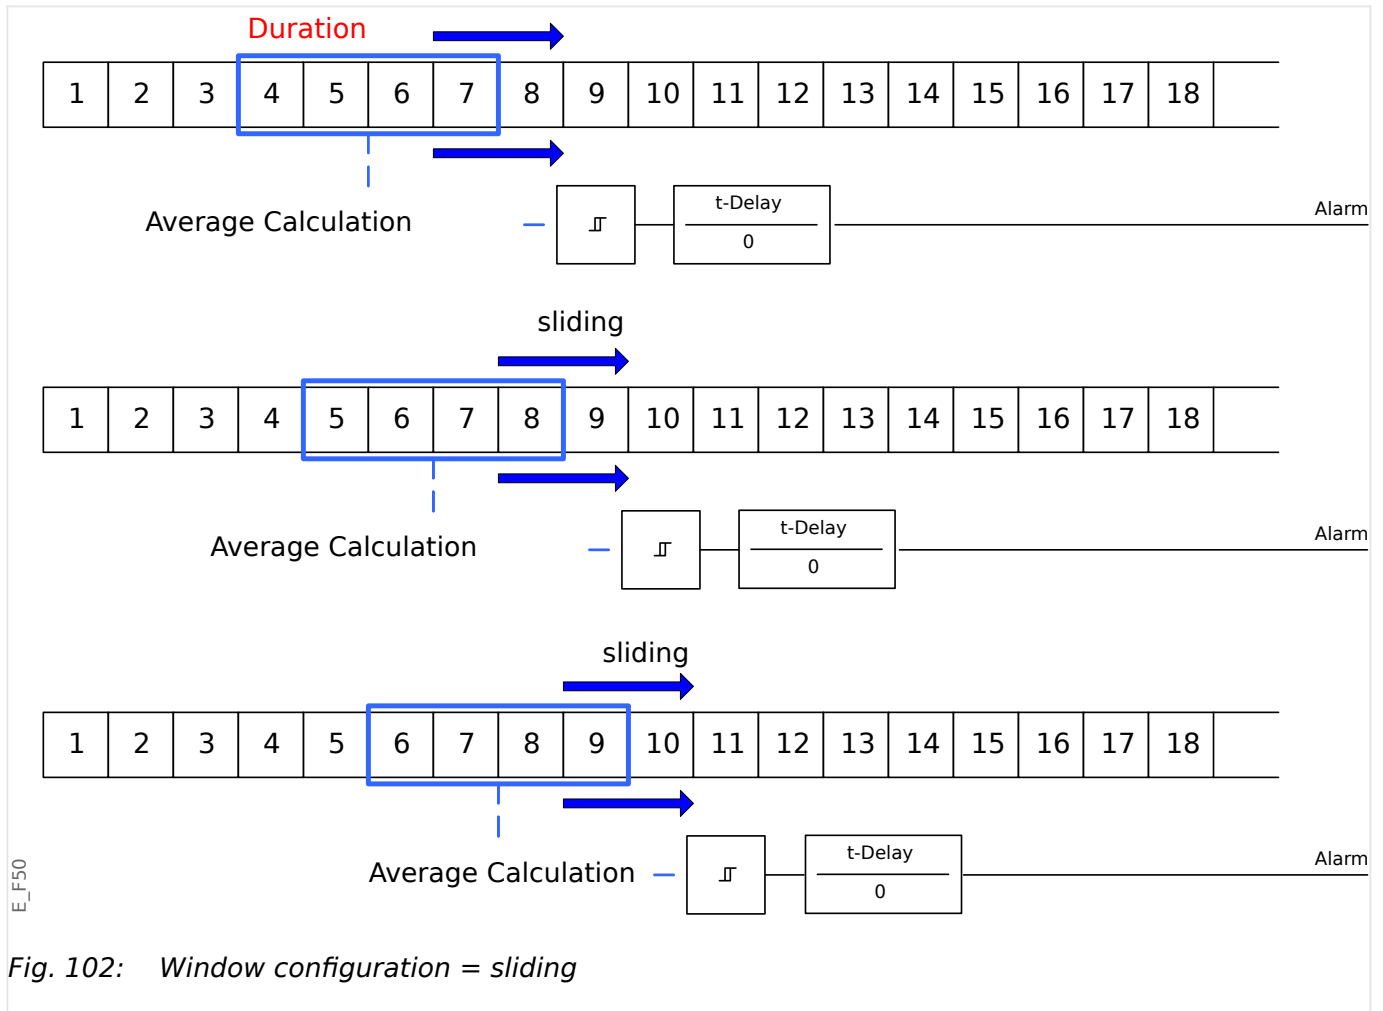 Duration
1 2 3 4 5 6 7 8 9 10 11 12 13 14 15 16 17 18
t-Delay
0
Alarm
Average Calculation
sliding
1 2 3 4 5 6 7 8 9 10 11 12 13 14 15 16 17 18
t-Delay
0
Alarm
Average Calculation
sliding
1 2 3 4 5 6 7 8 9 10 11 12 13 14 15 16 17 18
t-Delay
0
Alarm
Average Calculation
E_F50
Fig. 102: Window configuration = sliding